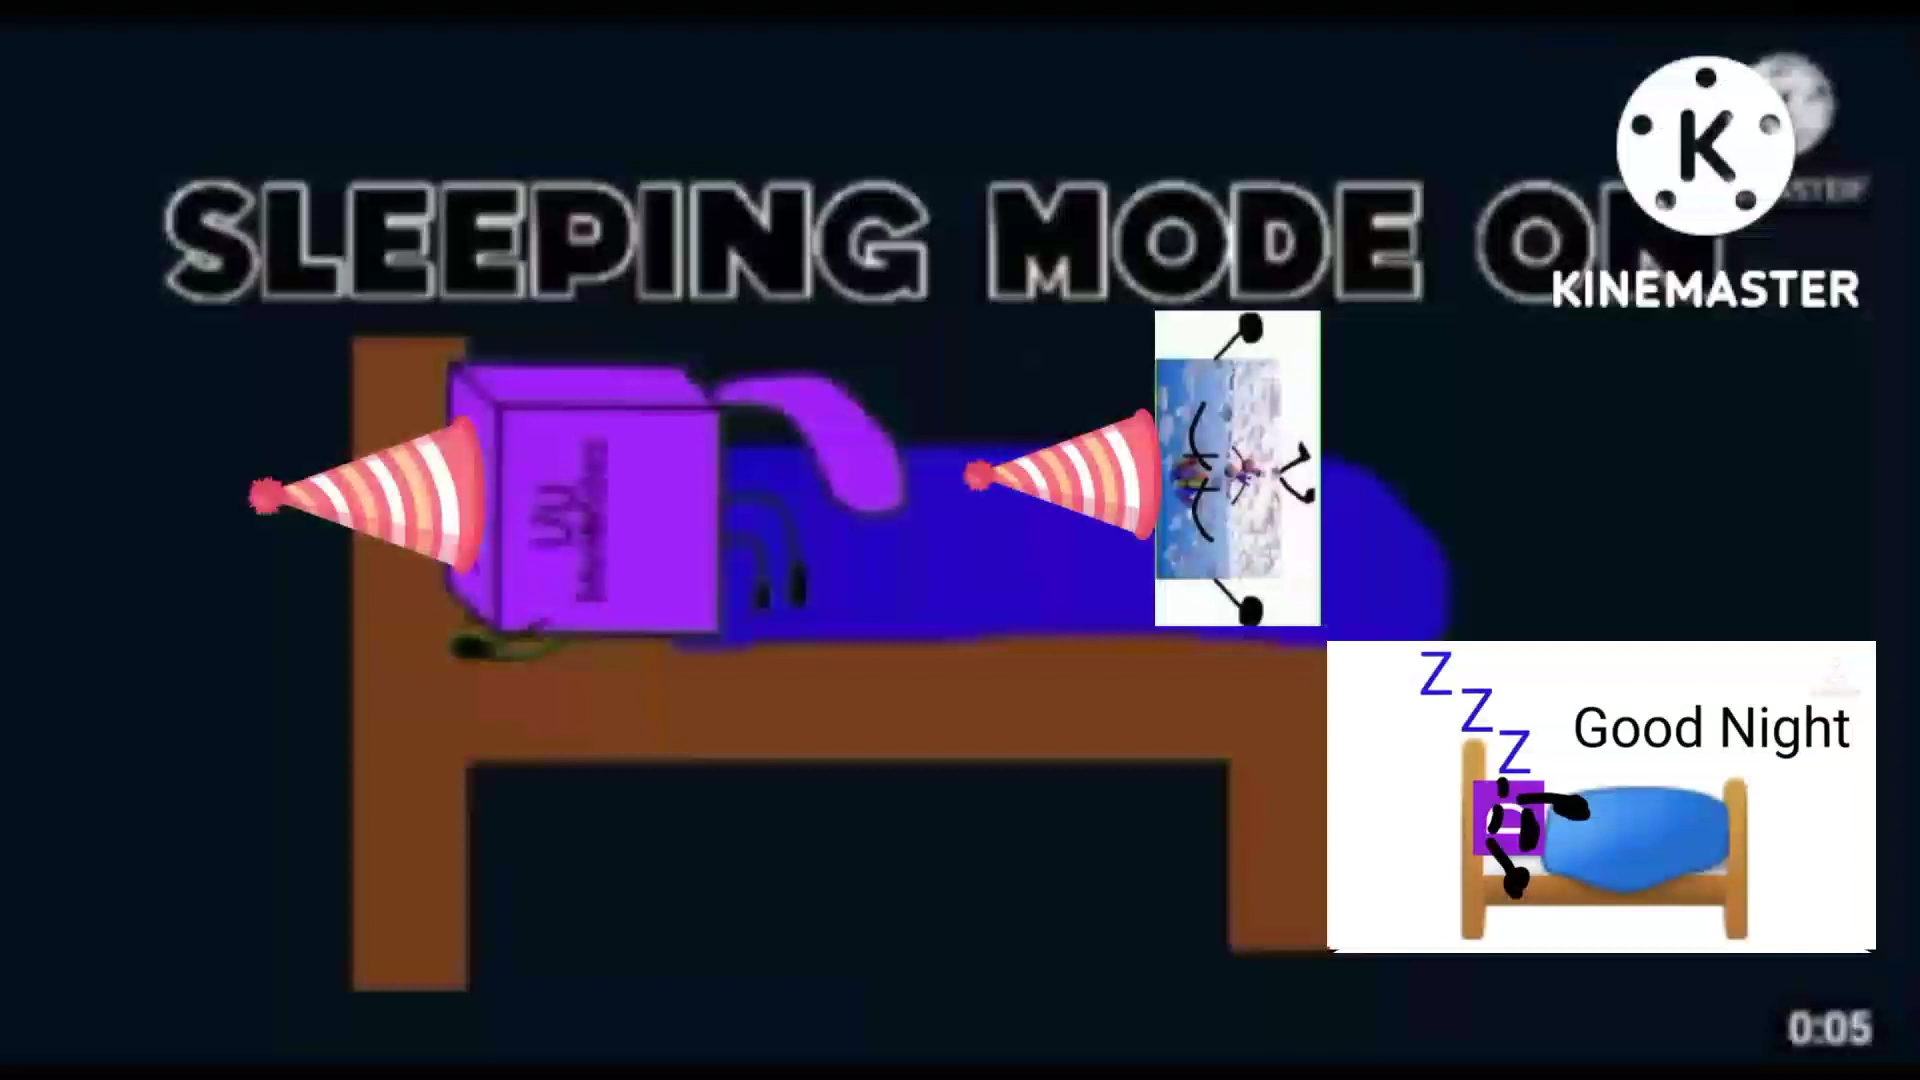 SLEEPING MODE ON
K
KINEMASTER
Z
Z
Z
Good Night
0:05